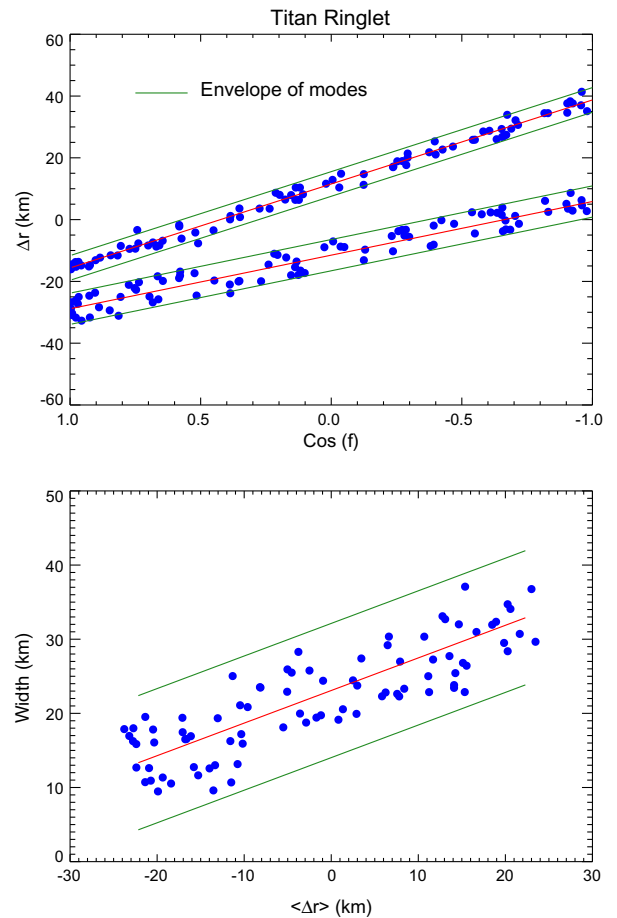 Titan Ringlet
60
40
20
0
-20
-40
-60
Δr (km)
Envelope of modes
1.0 0.5 0.0 -0.5 -1.0
Cos (f)
50
40
30
20
10
0
Width (km)
-30 -20 -10 0 10 20 30
<Δr> (km)